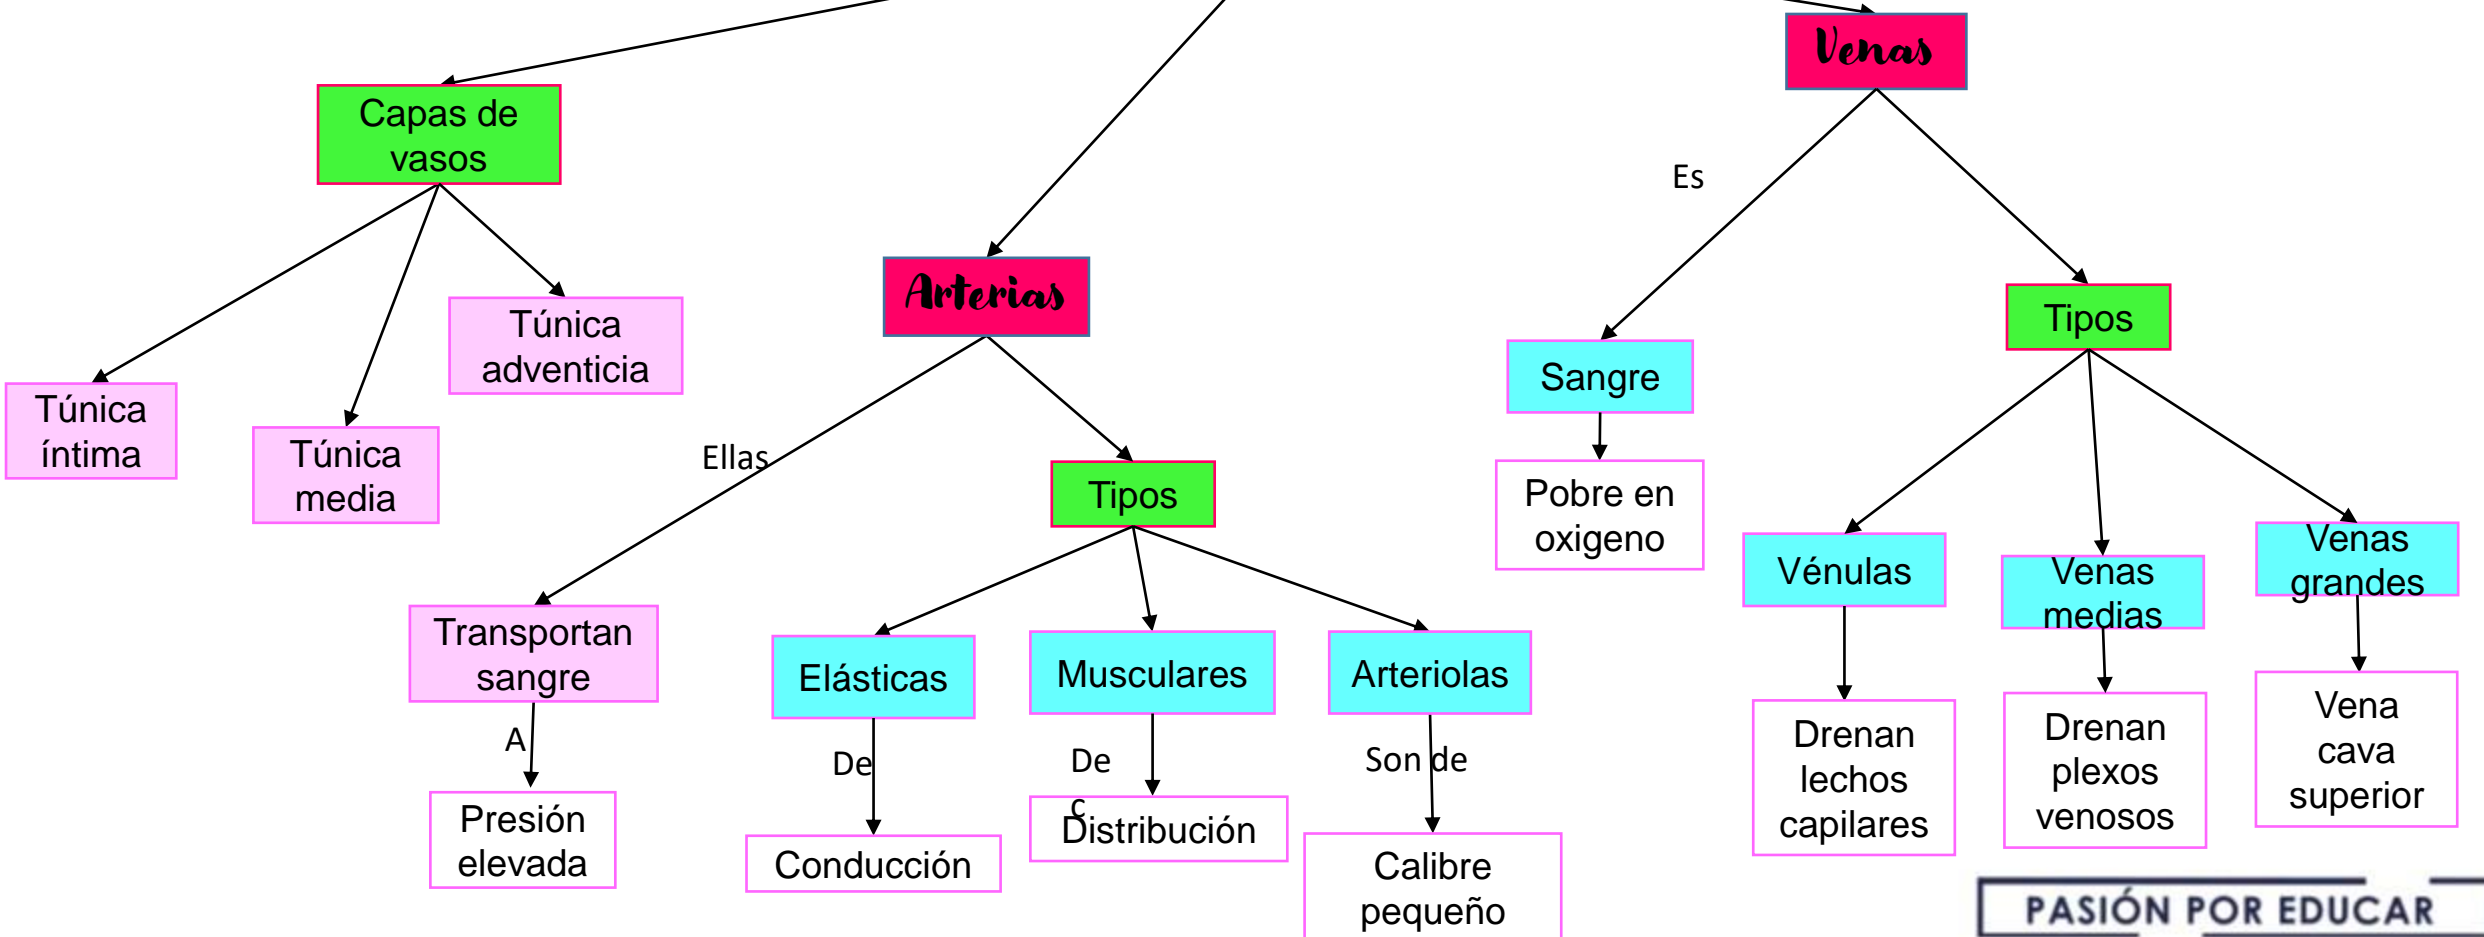 Venas
Capas de
vasos
Es
Arterias
Túnica
adventicia
Tipos
Túnica
íntima
Túnica
media
Sangre
Ellas
Tipos
Pobre en
oxigeno
Vénulas
Venas
medias
Venas
grandes
Transportan
sangre
Elásticas
Musculares
Arteriolas
A
De
De
c
Son de
Presión
elevada
Conducción
Distribución
Calibre
pequeño
Drenan
lechos
capilares
Drenan
plexos
venosos
Vena
cava
superior
PASIÓN POR EDUCAR